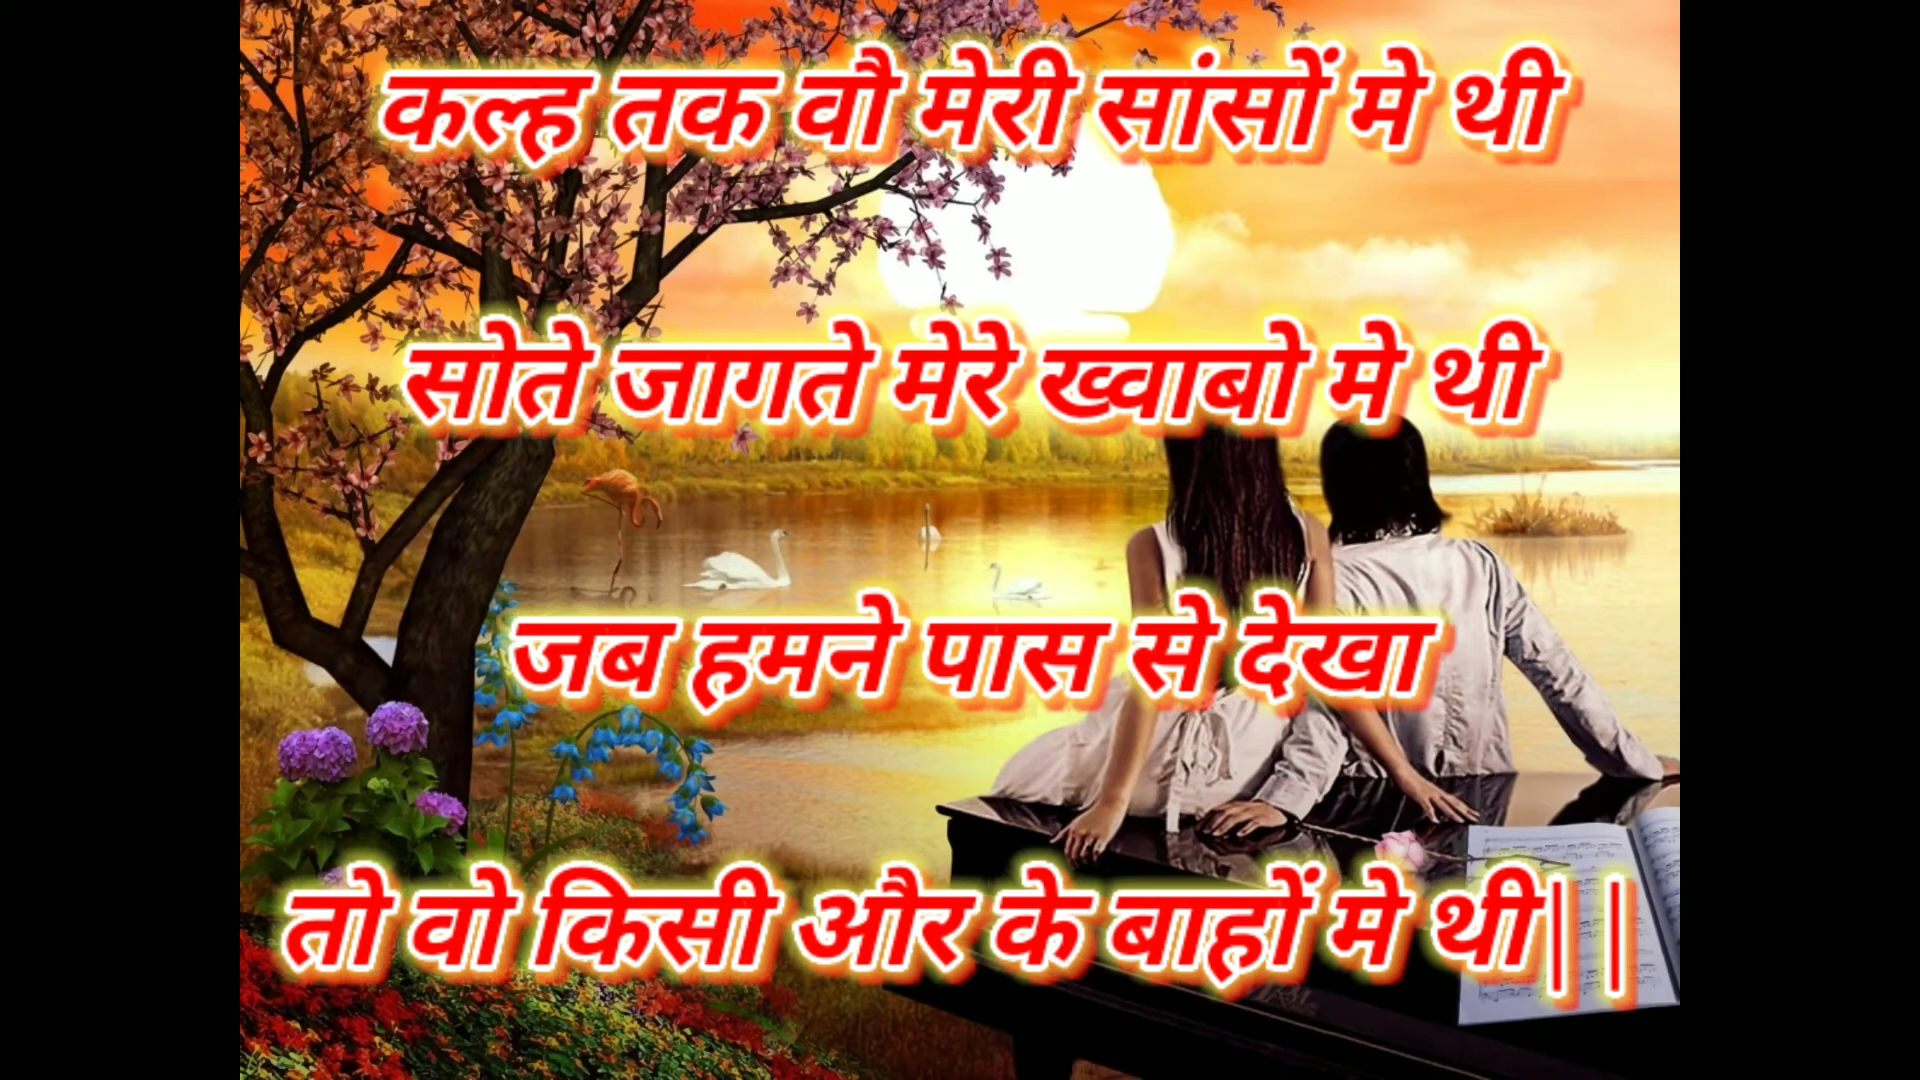 कल्ह तक वौ मेरी सांसों मे थी
सोते जागते मेरे ख्वाबो मे थी
जब हमने पास से देखा
तो वो किसी और के बाहों मे थी||